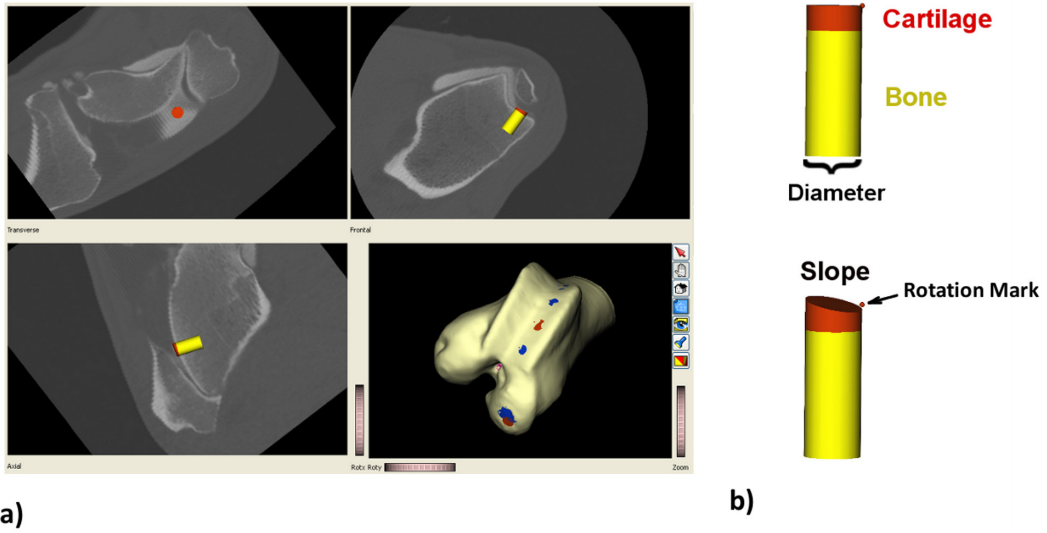 Transverse
Frontal
Axial
Rotx Roty
Zoom
a)
Cartilage
Bone
Diameter
Slope
Rotation Mark
b)